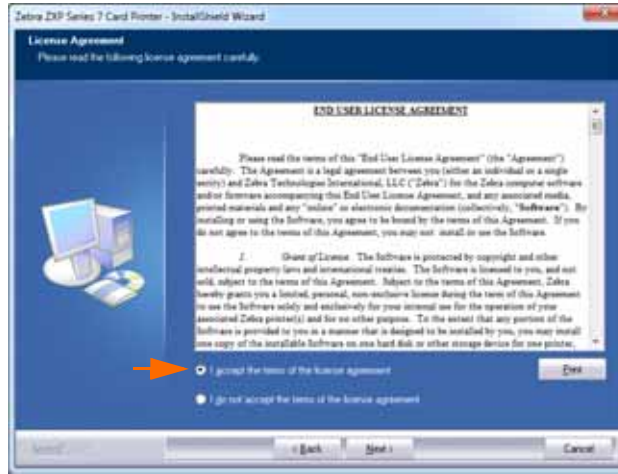 Zebra ZXP Series 7 Card Printer - InstallShield Wizard
License Agreement
Please read the following license agreement carefully.
END USER LICENSE AGREEMENT
Please read the terms of this "End User License Agreement" (the "Agreement")
carefully. The Agreement is a legal agreement between you (either an individual or a single
entity) and Zebra Technologies International, LLC ("Zebra") for the Zebra computer software
and/or firmware accompanying this End User License Agreement, and any associated media,
printed materials and any "online" or electronic documentation (collectively, "Software"). By
installing or using the Software, you agree to be bound by the terms of this Agreement. If you
do not agree to the terms of this Agreement, you may not install or use the Software.
1. Grant of License. The Software is protected by copyright and other
intellectual property laws and international treaties. The Software is licensed to you, and not
sold, subject to the terms of this Agreement. Subject to the terms of this Agreement, Zebra
hereby grants you a limited, personal, non-exclusive license during the term of this Agreement
to use the Software solely and exclusively for your internal use for the operation of your
associated Zebra printer(s) and for no other purpose. To the extent that any portion of the
Software is provided to you in a manner that is designed to be installed by you, you may install
one copy of the installable Software on one hard disk or other storage device for one printer,
I accept the terms of the license agreement
Print
I do not accept the terms of the license agreement
< Back
Next >
Cancel